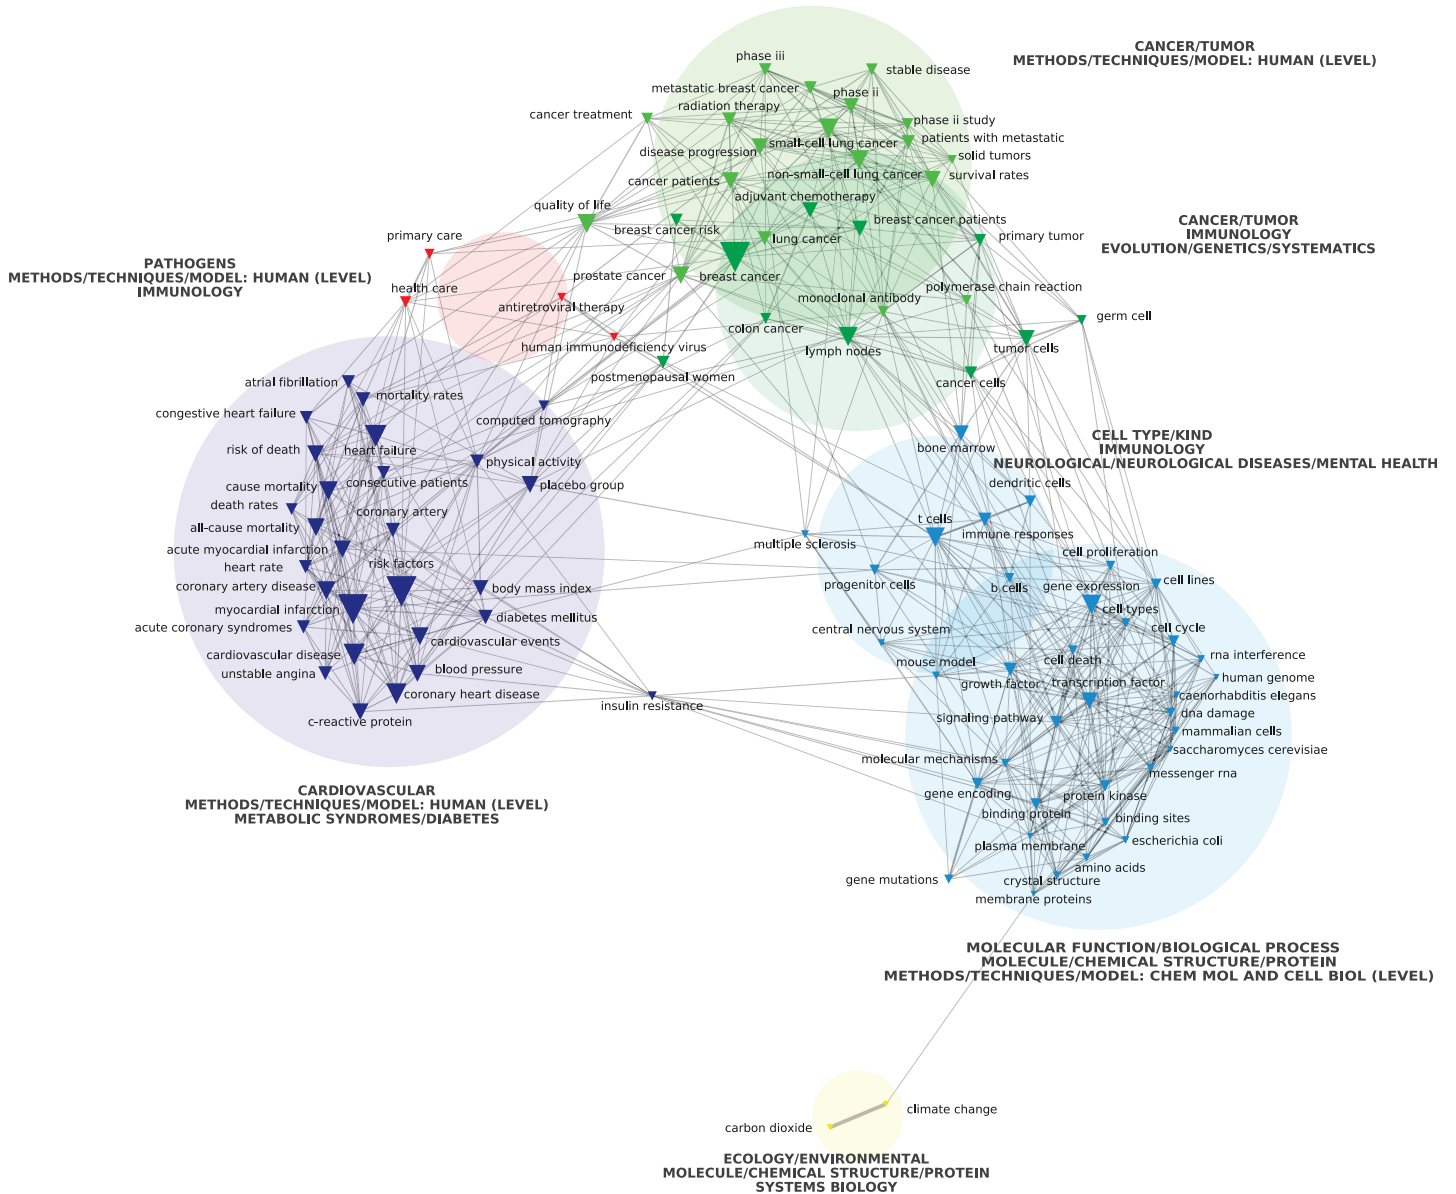 CANCER/TUMOR
METHODS/TECHNIQUES/MODEL: HUMAN (LEVEL)
phase iii
stable disease
metastatic breast cancer
phase ii
radiation therapy
cancer treatment
phase ii study
patients with metastatic
small-cell lung cancer
disease progression
solid tumors
non-small-cell lung cancer
survival rates
cancer patients
adjuvant chemotherapy
quality of life
breast cancer patients
breast cancer risk
lung cancer
primary tumor
CANCER/TUMOR
IMMUNOLOGY
EVOLUTION/GENETICS/SYSTEMATICS
primary care
PATHOGENS
METHODS/TECHNIQUES/MODEL: HUMAN (LEVEL)
IMMUNOLOGY
prostate cancer
breast cancer
health care
polymerase chain reaction
monoclonal antibody
antiretroviral therapy
germ cell
colon cancer
human immunodeficiency virus
lymph nodes
tumor cells
postmenopausal women
cancer cells
atrial fibrillation
mortality rates
congestive heart failure
computed tomography
CELL TYPE/KIND
IMMUNOLOGY
NEUROLOGICAL/NEUROLOGICAL DISEASES/MENTAL HEALTH
bone marrow
risk of death
heart failure
physical activity
consecutive patients
cause mortality
placebo group
dendritic cells
death rates
coronary artery
t cells
all-cause mortality
immune responses
multiple sclerosis
acute myocardial infarction
cell proliferation
heart rate
risk factors
progenitor cells
b cells
gene expression
cell lines
coronary artery disease
body mass index
myocardial infarction
cell types
diabetes mellitus
acute coronary syndromes
central nervous system
cell cycle
cardiovascular events
cardiovascular disease
mouse model
cell death
rna interference
unstable angina
blood pressure
growth factor
transcription factor
human genome
coronary heart disease
caenorhabditis elegans
insulin resistance
dna damage
c-reactive protein
signaling pathway
mammalian cells
saccharomyces cerevisiae
molecular mechanisms
messenger rna
gene encoding
protein kinase
CARDIOVASCULAR
METHODS/TECHNIQUES/MODEL: HUMAN (LEVEL)
METABOLIC SYNDROMES/DIABETES
binding protein
binding sites
plasma membrane
escherichia coli
amino acids
gene mutations
crystal structure
membrane proteins
MOLECULAR FUNCTION/BIOLOGICAL PROCESS
MOLECULE/CHEMICAL STRUCTURE/PROTEIN
METHODS/TECHNIQUES/MODEL: CHEM MOL AND CELL BIOL (LEVEL)
climate change
carbon dioxide
ECOLOGY/ENVIRONMENTAL
MOLECULE/CHEMICAL STRUCTURE/PROTEIN
SYSTEMS BIOLOGY